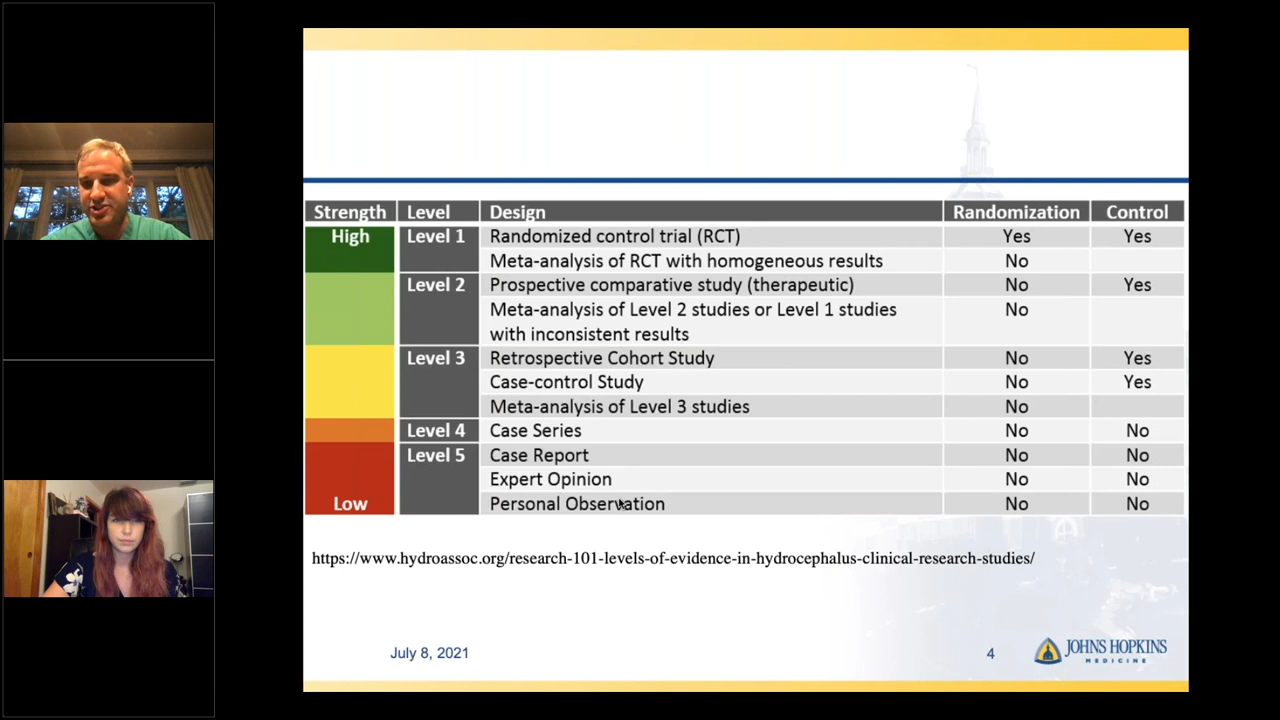 Strength Level Design Randomization Control
High Level 1 Randomized control trial (RCT) Yes Yes
Meta-analysis of RCT with homogeneous results No
Level 2 Prospective comparative study (therapeutic) No Yes
Meta-analysis of Level 2 studies or Level 1 studies No
with inconsistent results
Level 3 Retrospective Cohort Study No Yes
Case-control Study No Yes
Meta-analysis of Level 3 studies No
Level 4 Case Series No No
Level 5 Case Report No No
Expert Opinion No No
Low Personal Observation No No
https://www.hydroassoc.org/research-101-levels-of-evidence-in-hydrocephalus-clinical-research-studies/
July 8, 2021
4
JOHNS HOPKINS
MEDICINE